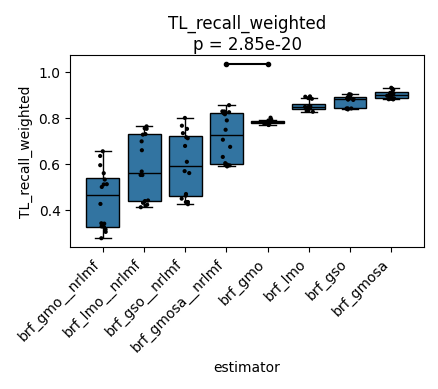 TL_recall_weighted
p = 2.85e-20
TL_recall_weighted
1.0
0.8
0.6
0.4
brf_gmo__nrlmf
brf_lmo__nrlmf
brf_gso__nrlmf
brf_gmosa__nrlmf
brf_gmo
brf_lmo
brf_gso
brf_gmosa
estimator